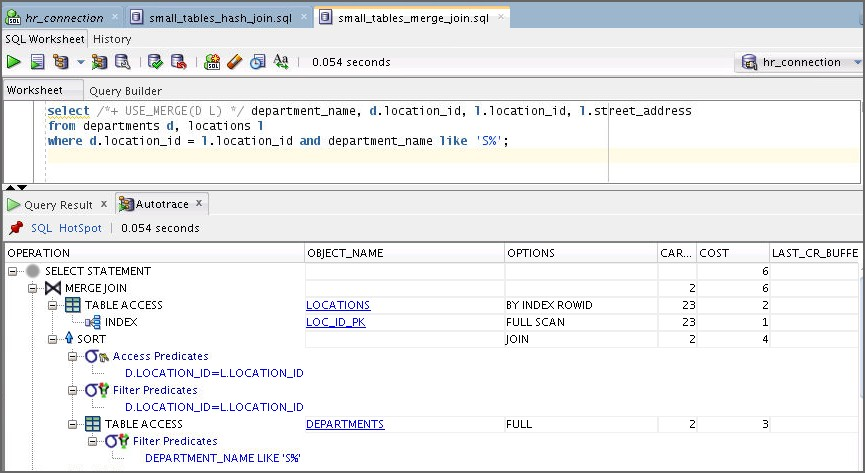 hr_connection × small_tables_hash_join.sql × small_tables_merge_join.sql ×
SQL Worksheet History
0.054 seconds hr_connection
Worksheet Query Builder
select /*+ USE_MERGE(D L) */ department_name, d.location_id, l.location_id, l.street_address
from departments d, locations l
where d.location_id = l.location_id and department_name like 'S%';
Query Result x Autotrace x
SQL HotSpot 0.054 seconds
OPERATION OBJECT_NAME OPTIONS CAR... COST LAST_CR_BUFFE
SELECT STATEMENT 6
MERGE JOIN 2 6
TABLE ACCESS LOCATIONS BY INDEX ROWID 23 2
INDEX LOC_ID_PK FULL SCAN 23 1
SORT JOIN 2 4
Access Predicates
D.LOCATION_ID=L.LOCATION_ID
Filter Predicates
D.LOCATION_ID=L.LOCATION_ID
TABLE ACCESS DEPARTMENTS FULL 2 3
Filter Predicates
DEPARTMENT_NAME LIKE 'S%'